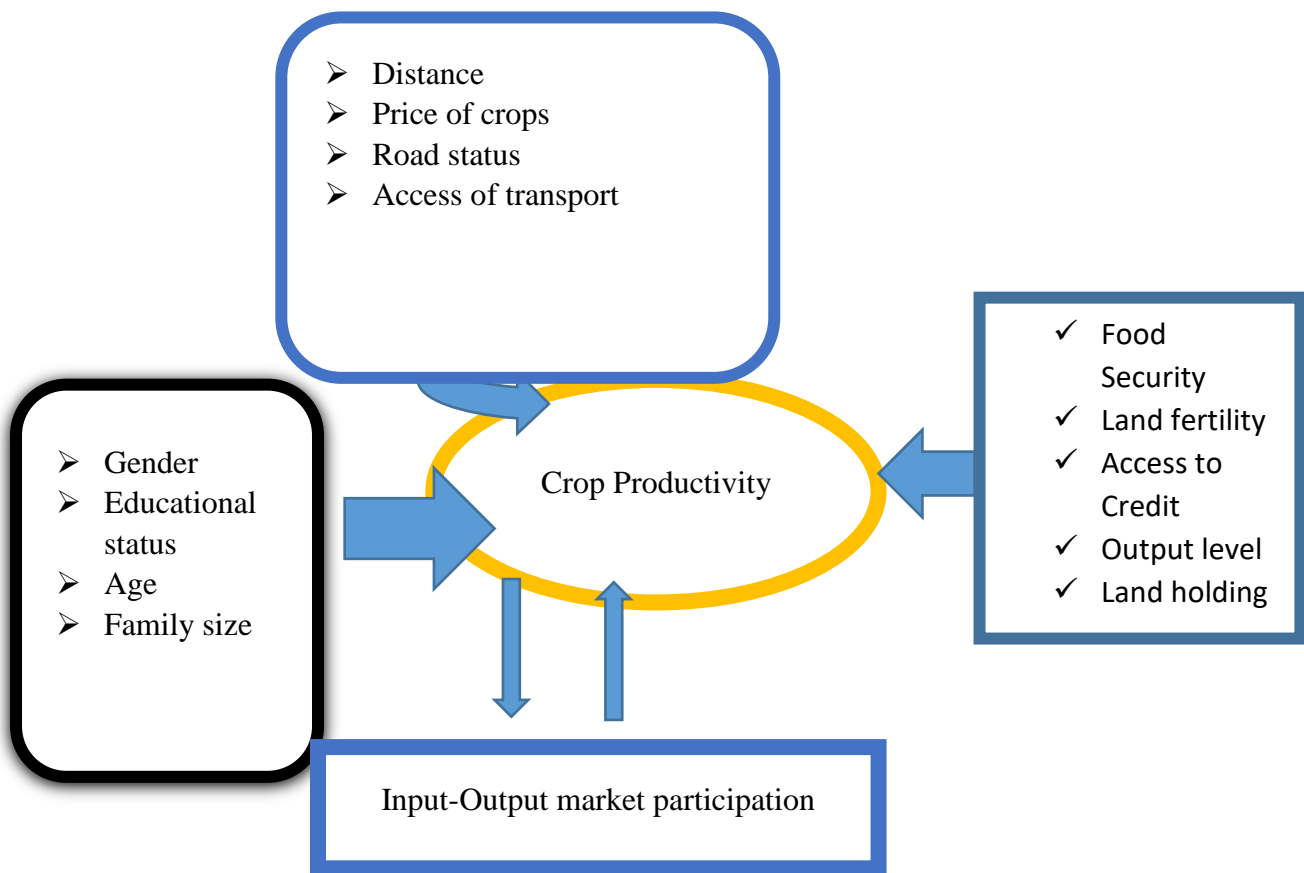 ➢ Distance
➢ Price of crops
➢ Road status
➢ Access of transport
➢ Gender
➢ Educational
status
➢ Age
➢ Family size
Crop Productivity
✓ Food
Security
✓ Land fertility
✓ Access to
Credit
✓ Output level
✓ Land holding
Input-Output market participation